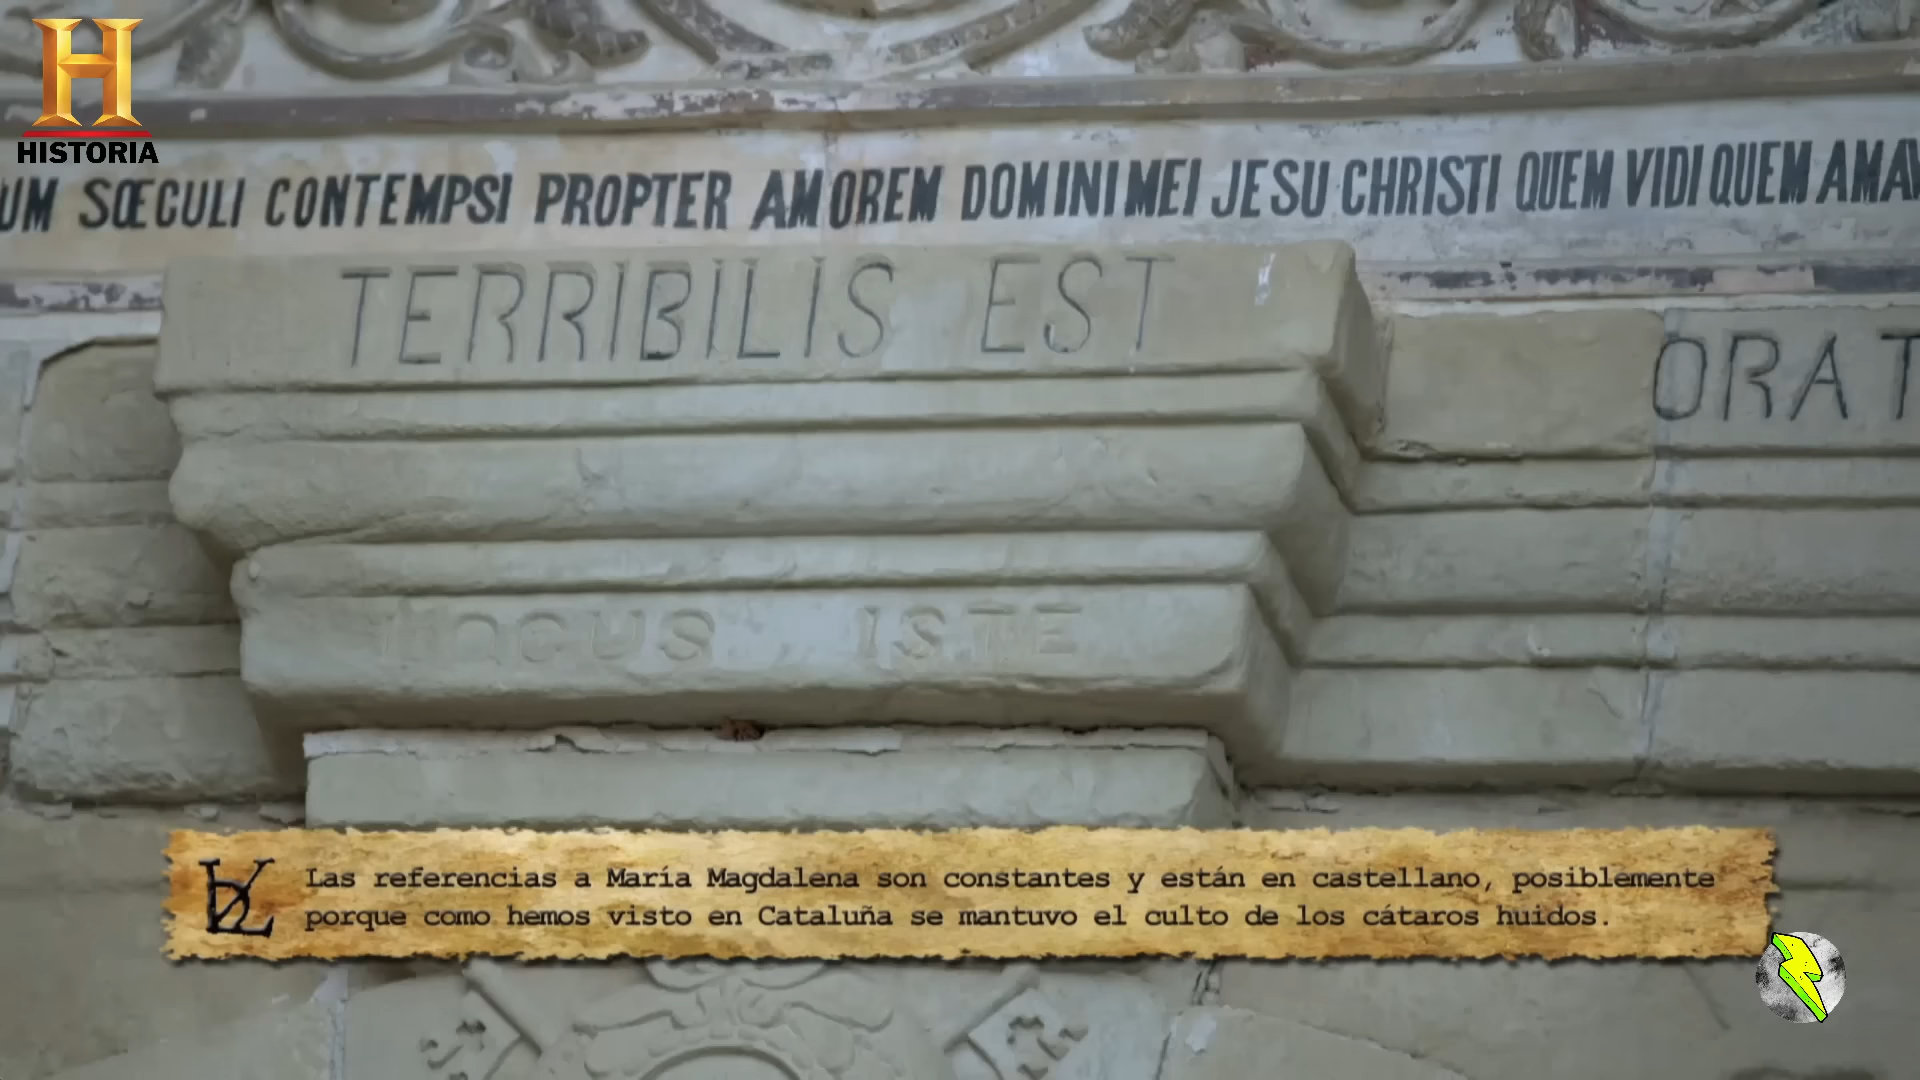 HISTORIA
UM SŒCULI CONTEMPSI PROPTER AMOREM DOMINI MEI JESU CHRISTI QUEM VIDI QUEM AMAV
TERRIBILIS EST
ORAT
LOCUS ISTE
Las referencias a María Magdalena son constantes y están en castellano, posiblemente
porque como hemos visto en Cataluña se mantuvo el culto de los cátaros huidos.